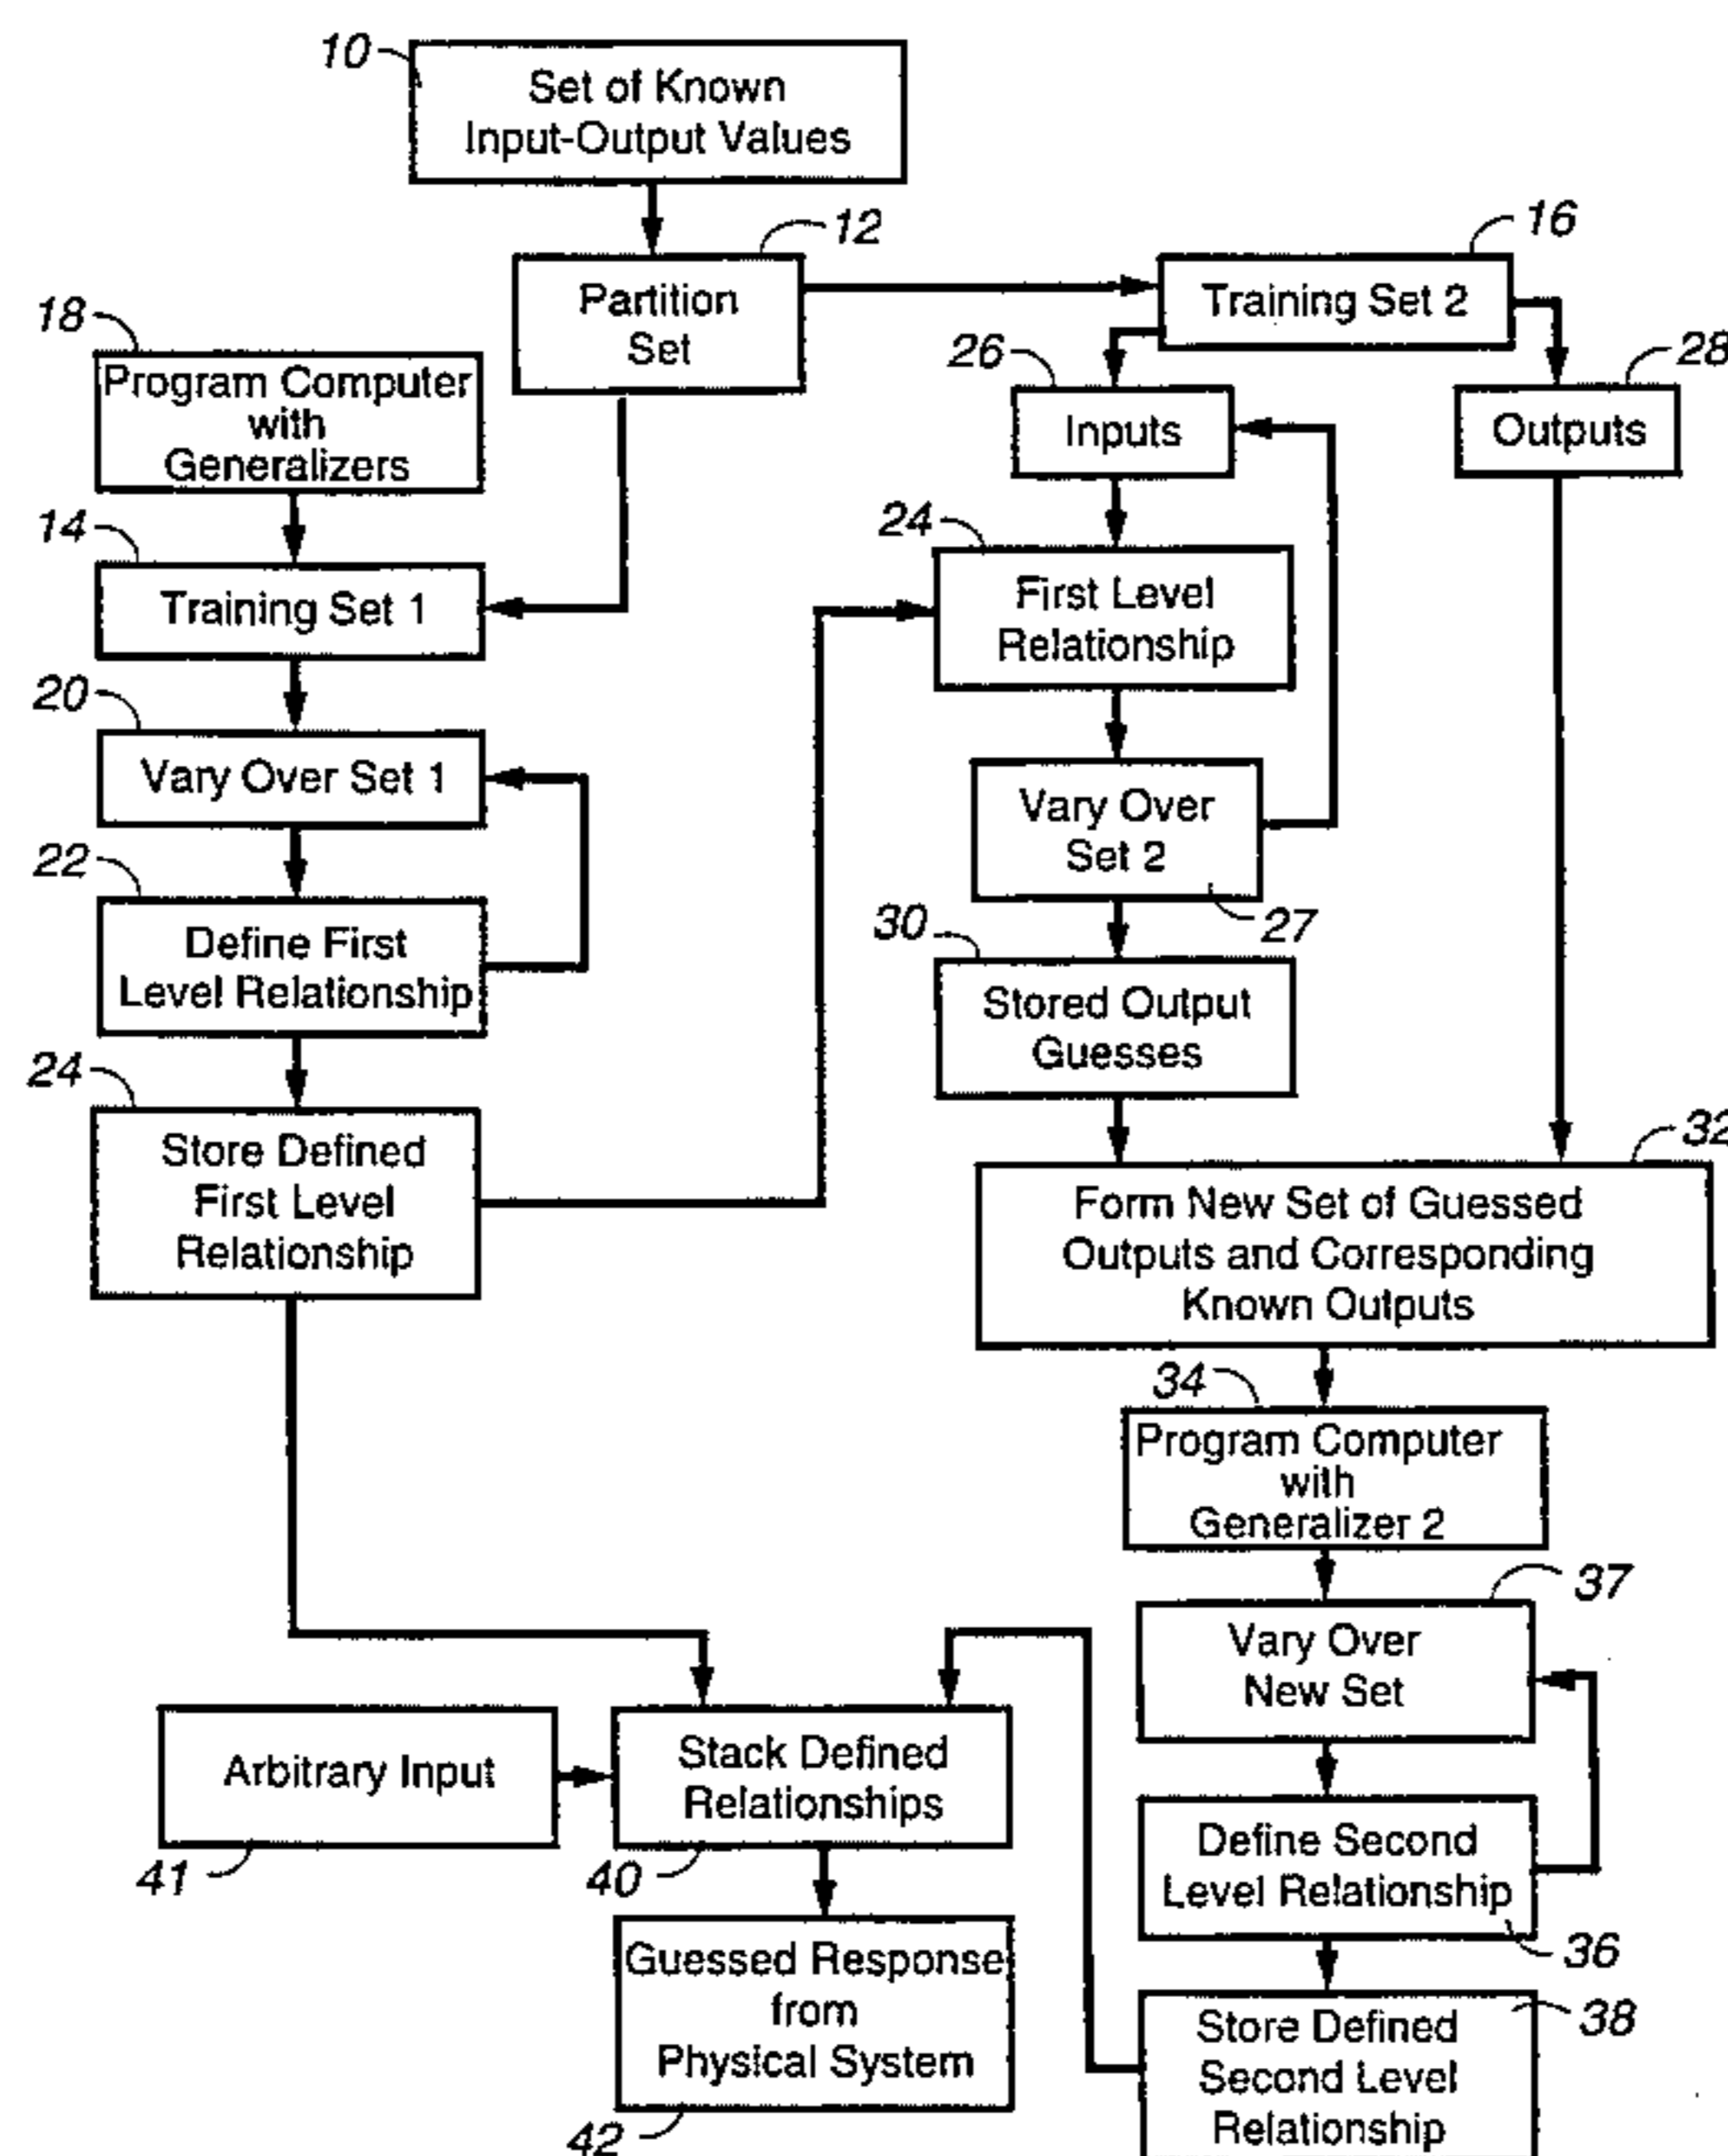 10
Set of Known
Input-Output Values
12
Partition
Set
16
Training Set 2
18
Program Computer
with
Generalizers
26
Inputs
28
Outputs
14
Training Set 1
24
First Level
Relationship
20
Vary Over Set 1
Vary Over
Set 2
27
22
Define First
Level Relationship
30
Stored Output
Guesses
24
Store Defined
First Level
Relationship
32
Form New Set of Guessed
Outputs and Corresponding
Known Outputs
34
Program Computer
with
Generalizer 2
37
Vary Over
New Set
Arbitrary Input
41
Stack Defined
Relationships
40
Define Second
Level Relationship
36
Guessed Response
from
Physical System
42
38
Store Defined
Second Level
Relationship